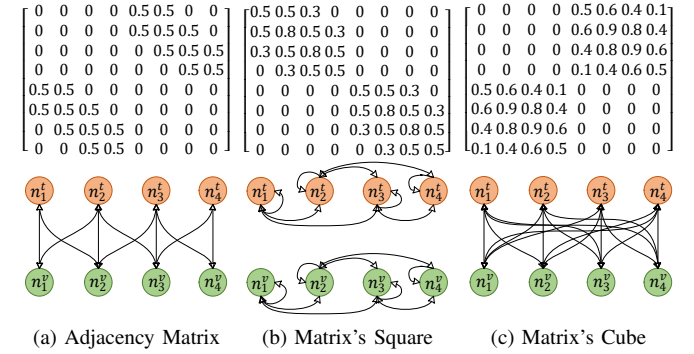 0 0 0 0 0.5 0.5 0 0
0 0 0 0 0.5 0.5 0.5 0
0 0 0 0 0 0.5 0.5 0.5
0 0 0 0 0 0 0.5 0.5
0.5 0.5 0 0 0 0 0 0
0.5 0.5 0.5 0 0 0 0 0
0 0.5 0.5 0.5 0 0 0 0
0 0 0.5 0.5 0 0 0 0
0.5 0.5 0.3 0 0 0 0 0
0.5 0.8 0.5 0.3 0 0 0 0
0.3 0.5 0.8 0.5 0 0 0 0
0 0.3 0.5 0.5 0 0 0 0
0 0 0 0 0.5 0.5 0.3 0
0 0 0 0 0.5 0.8 0.5 0.3
0 0 0 0 0.3 0.5 0.8 0.5
0 0 0 0 0 0.3 0.5 0.5
0 0 0 0 0.5 0.6 0.4 0.1
0 0 0 0 0.6 0.9 0.8 0.4
0 0 0 0 0.4 0.8 0.9 0.6
0 0 0 0 0.1 0.4 0.6 0.5
0.5 0.6 0.4 0.1 0 0 0 0
0.6 0.9 0.8 0.4 0 0 0 0
0.4 0.8 0.9 0.6 0 0 0 0
0.1 0.4 0.6 0.5 0 0 0 0
n₁ᵗ n₂ᵗ n₃ᵗ n₄ᵗ n₁ᵗ n₂ᵗ n₃ᵗ n₄ᵗ n₁ᵗ n₂ᵗ n₃ᵗ n₄ᵗ
n₁ᵛ n₂ᵛ n₃ᵛ n₄ᵛ n₁ᵛ n₂ᵛ n₃ᵛ n₄ᵛ n₁ᵛ n₂ᵛ n₃ᵛ n₄ᵛ
(a) Adjacency Matrix (b) Matrix's Square (c) Matrix's Cube